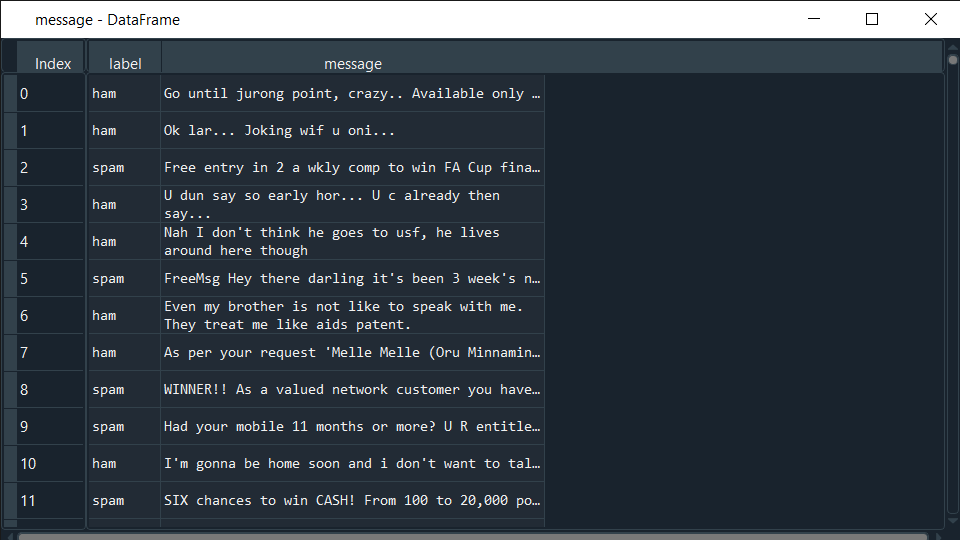 message - DataFrame
Index label message
0 ham Go until jurong point, crazy.. Available only …
1 ham Ok lar... Joking wif u oni...
2 spam Free entry in 2 a wkly comp to win FA Cup fina…
3 ham U dun say so early hor... U c already then
say...
4 ham Nah I don't think he goes to usf, he lives
around here though
5 spam FreeMsg Hey there darling it's been 3 week's n…
6 ham Even my brother is not like to speak with me.
They treat me like aids patent.
7 ham As per your request 'Melle Melle (Oru Minnamin…
8 spam WINNER!! As a valued network customer you have…
9 spam Had your mobile 11 months or more? U R entitle…
10 ham I'm gonna be home soon and i don't want to tal…
11 spam SIX chances to win CASH! From 100 to 20,000 po…